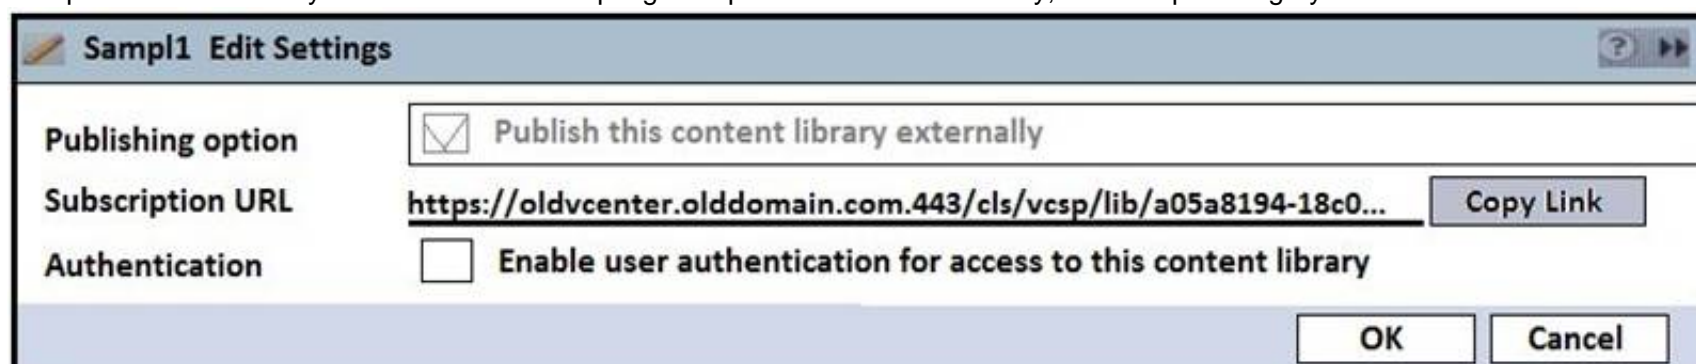 Sampl1 Edit Settings
?
Publishing option Publish this content library externally
Subscription URL https://oldvcenter.olddomain.com.443/cls/vcsp/lib/a05a8194-18c0... Copy Link
Authentication Enable user authentication for access to this content library
OK Cancel